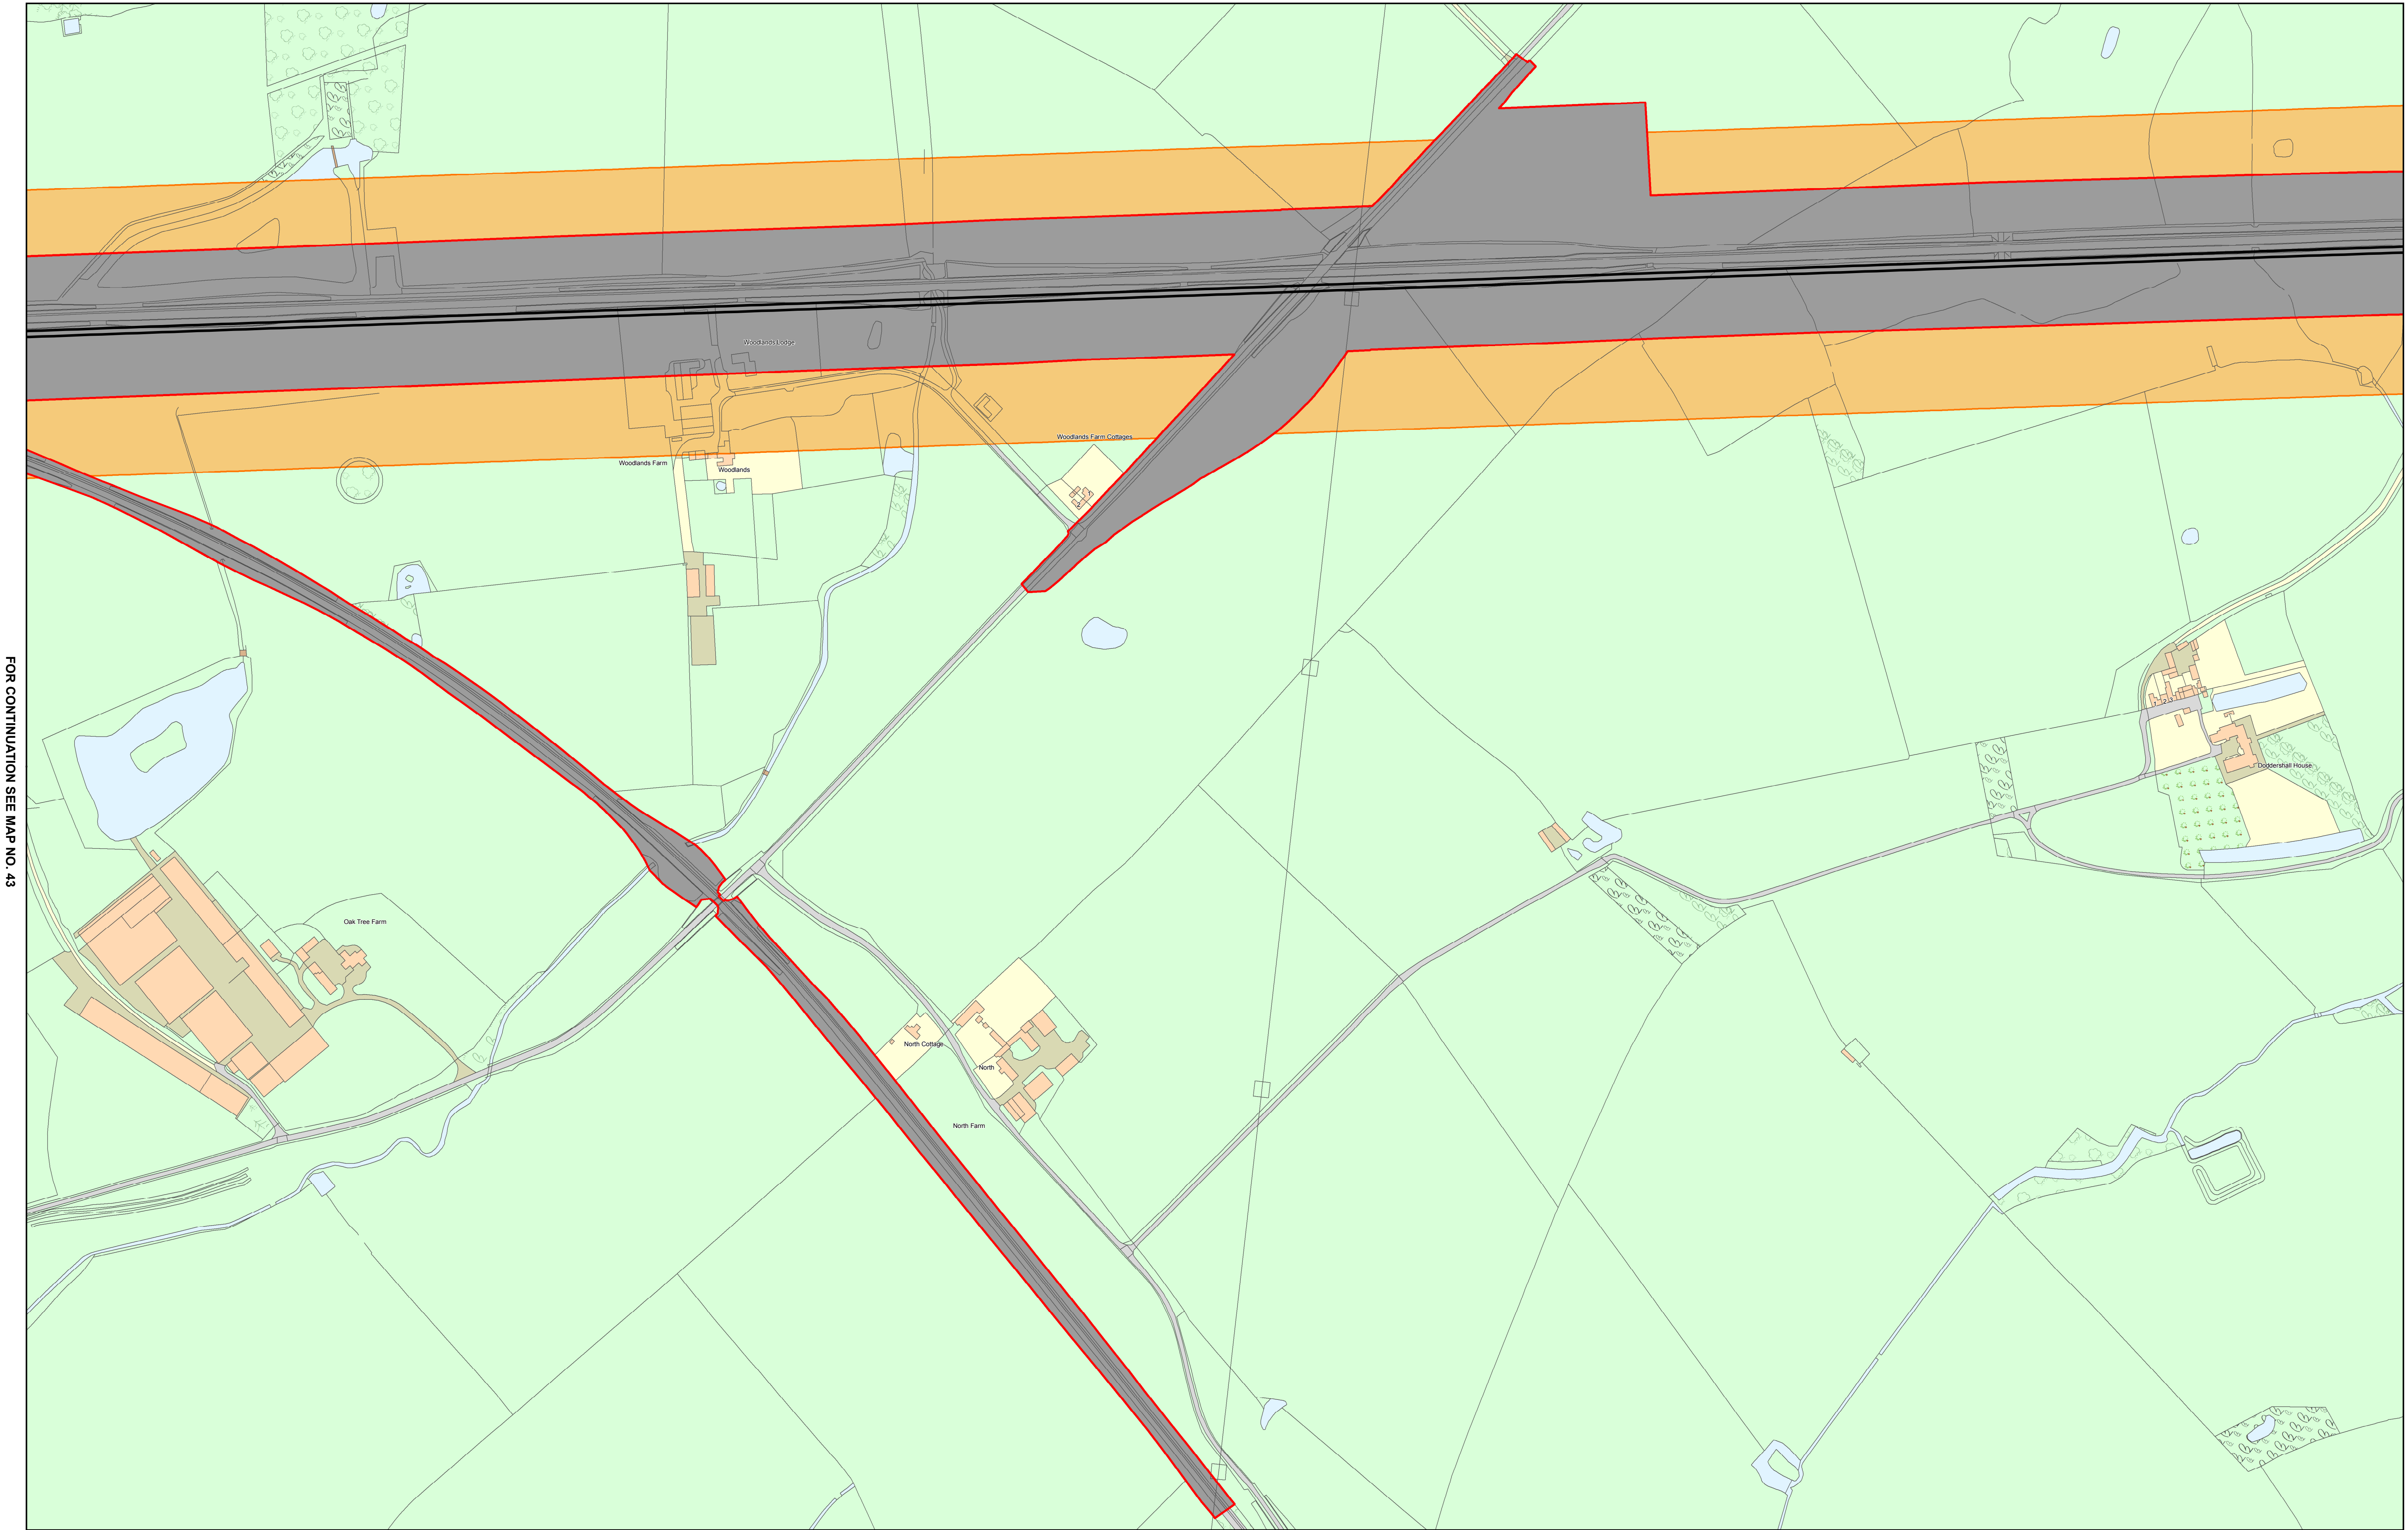 Woodlands Lodge
Woodlands Farm Cottages
Woodlands Farm
Woodlands
FOR CONTINUATION SEE MAP NO. 43
Doddershall House
Oak Tree Farm
North Cottage
North
North Farm